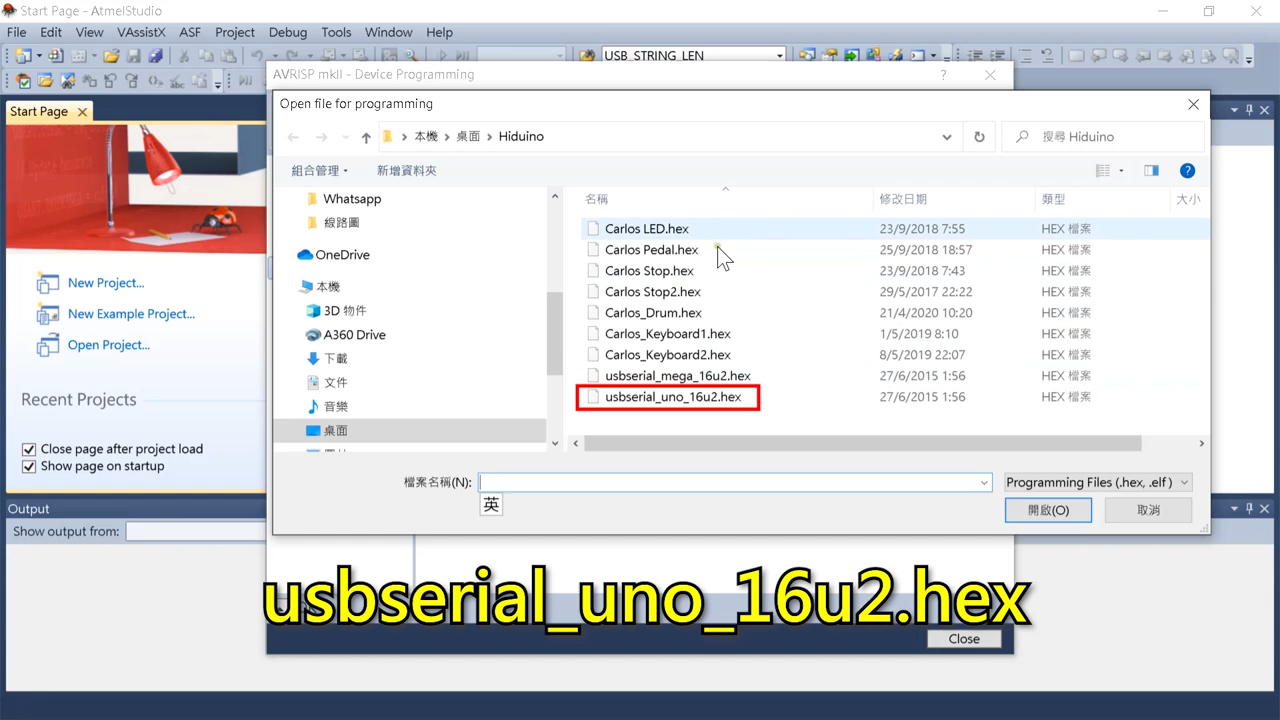 Start Page - AtmelStudio
File Edit View VAssistX ASF Project Debug Tools Window Help
USB_STRING_LEN
AVRISP mkII - Device Programming
Start Page
Open file for programming
本機 桌面 Hiduino
搜尋 Hiduino
組合管理 新增資料夾
Whatsapp
線路圖
OneDrive
本機
3D 物件
A360 Drive
下載
文件
音樂
桌面
名稱 修改日期 類型 大小
Carlos LED.hex 23/9/2018 7:55 HEX 檔案
Carlos Pedal.hex 25/9/2018 18:57 HEX 檔案
Carlos Stop.hex 23/9/2018 7:43 HEX 檔案
Carlos Stop2.hex 29/5/2017 22:22 HEX 檔案
Carlos_Drum.hex 21/4/2020 10:20 HEX 檔案
Carlos_Keyboard1.hex 1/5/2019 8:10 HEX 檔案
Carlos_Keyboard2.hex 8/5/2019 22:07 HEX 檔案
usbserial_mega_16u2.hex 27/6/2015 1:56 HEX 檔案
usbserial_uno_16u2.hex 27/6/2015 1:56 HEX 檔案
檔案名稱(N):
Programming Files (.hex, .elf )
英
開啟(O) 取消
New Project...
New Example Project...
Open Project...
Recent Projects
Close page after project load
Show page on startup
Output
Show output from:
usbserial_uno_16u2.hex
Close